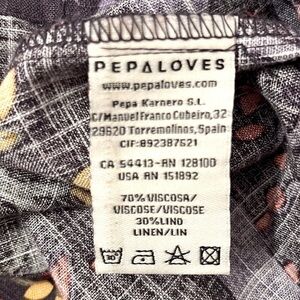 PEPALOVES
www.pepaloves.com
Pepa Karnero S.L.
C/Manuel Franco Cubeiro,32
29620 Torremolinos,Spain
CIF:B92387521
CA 54413-RN 128100
USA RN 151892
70%VISCOSA/
VISCOSE/VISCOSE
30%LINO
LINEN/LIN
30